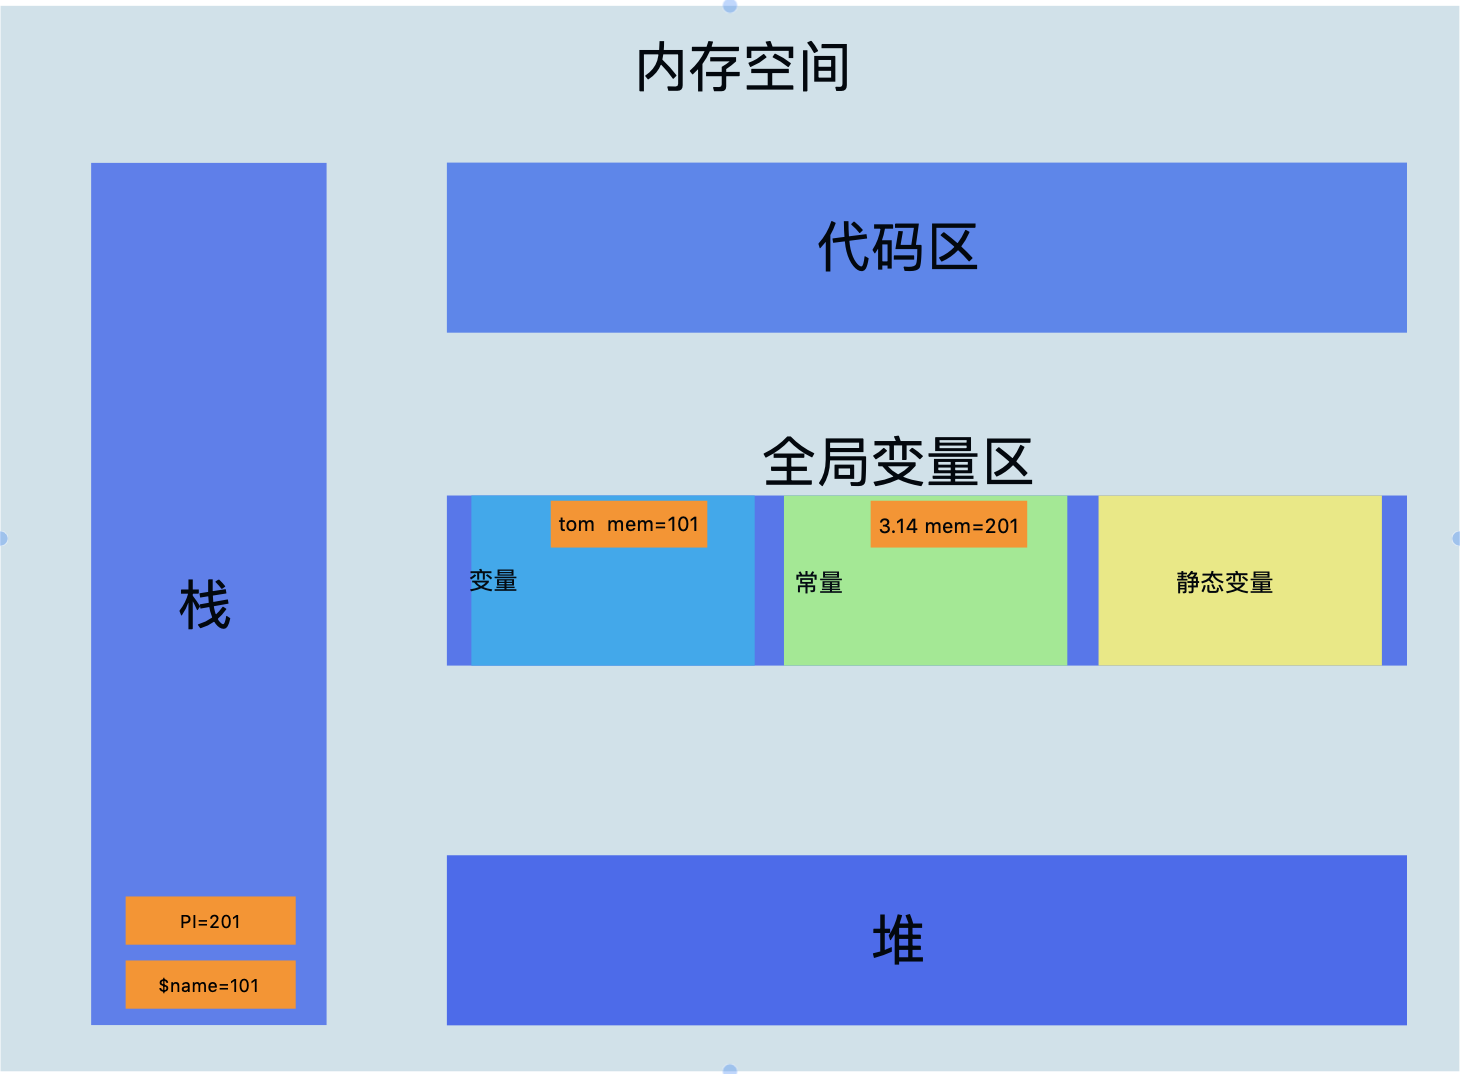 内存空间
代码区
全局变量区
tom  mem=101
3.14 mem=201
变量
常量
静态变量
栈
PI=201
$name=101
堆